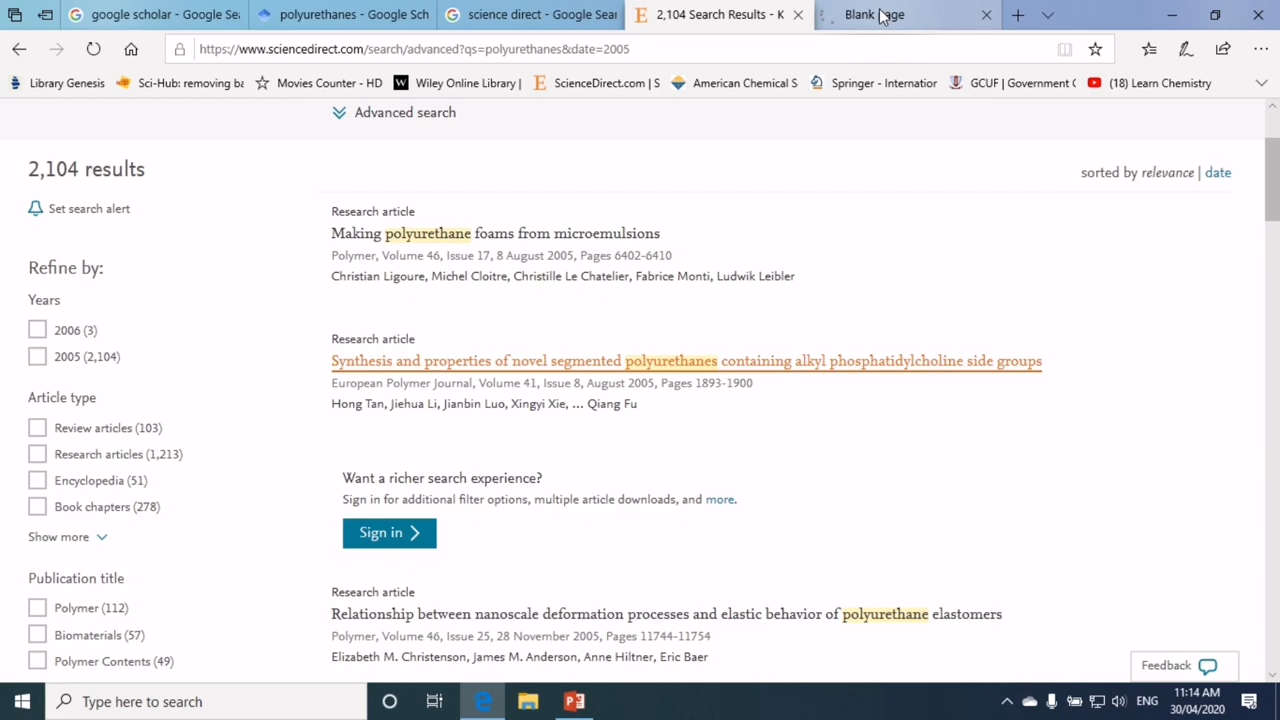 google scholar - Google Sea
polyurethanes - Google Sch
science direct - Google Sear
2,104 Search Results - K
Blank Page
https://www.sciencedirect.com/search/advanced?qs=polyurethanes&date=2005
Library Genesis
Sci-Hub: removing ba
Movies Counter - HD
W
Wiley Online Library |
ScienceDirect.com | S
American Chemical S
Springer - Internation
GCUF | Government C
(18) Learn Chemistry
Advanced search
2,104 results
sorted by relevance | date
Set search alert
Research article
Making polyurethane foams from microemulsions
Polymer, Volume 46, Issue 17, 8 August 2005, Pages 6402-6410
Christian Ligoure, Michel Cloitre, Christille Le Chatelier, Fabrice Monti, Ludwik Leibler
Refine by:
Years
2006 (3)
2005 (2,104)
Research article
Synthesis and properties of novel segmented polyurethanes containing alkyl phosphatidylcholine side groups
European Polymer Journal, Volume 41, Issue 8, August 2005, Pages 1893-1900
Hong Tan, Jiehua Li, Jianbin Luo, Xingyi Xie, ... Qiang Fu
Article type
Review articles (103)
Research articles (1,213)
Encyclopedia (51)
Book chapters (278)
Show more
Want a richer search experience?
Sign in for additional filter options, multiple article downloads, and more.
Sign in
Publication title
Polymer (112)
Biomaterials (57)
Polymer Contents (49)
Research article
Relationship between nanoscale deformation processes and elastic behavior of polyurethane elastomers
Polymer, Volume 46, Issue 25, 28 November 2005, Pages 11744-11754
Elizabeth M. Christenson, James M. Anderson, Anne Hiltner, Eric Baer
Feedback
Type here to search
ENG
11:14 AM
30/04/2020